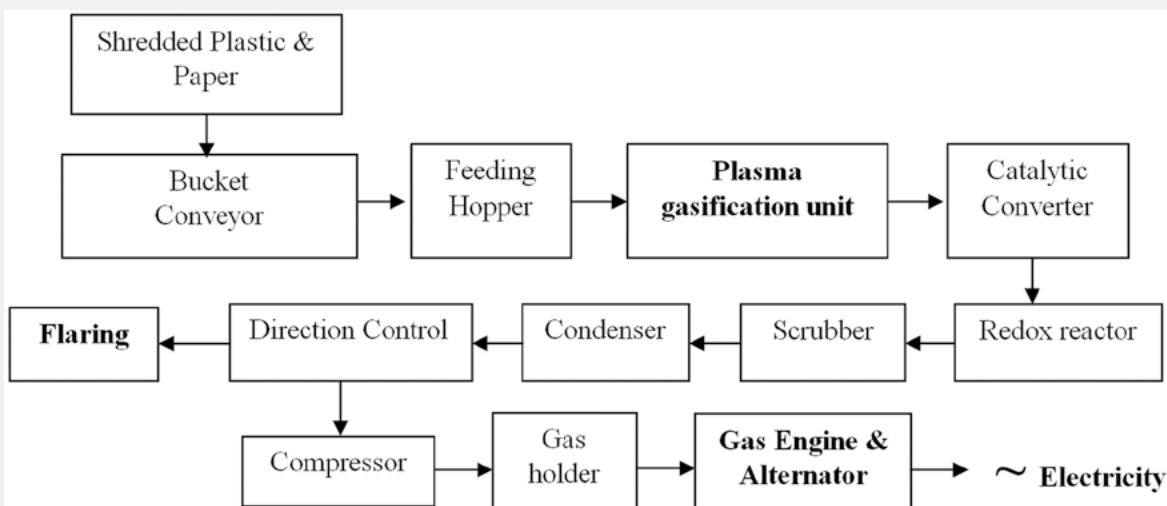 Shredded Plastic &
Paper
Bucket
Conveyor
Feeding
Hopper
Plasma
gasification unit
Catalytic
Converter
Flaring
Direction Control
Condenser
Scrubber
Redox reactor
Compressor
Gas
holder
Gas Engine &
Alternator
~ Electricity